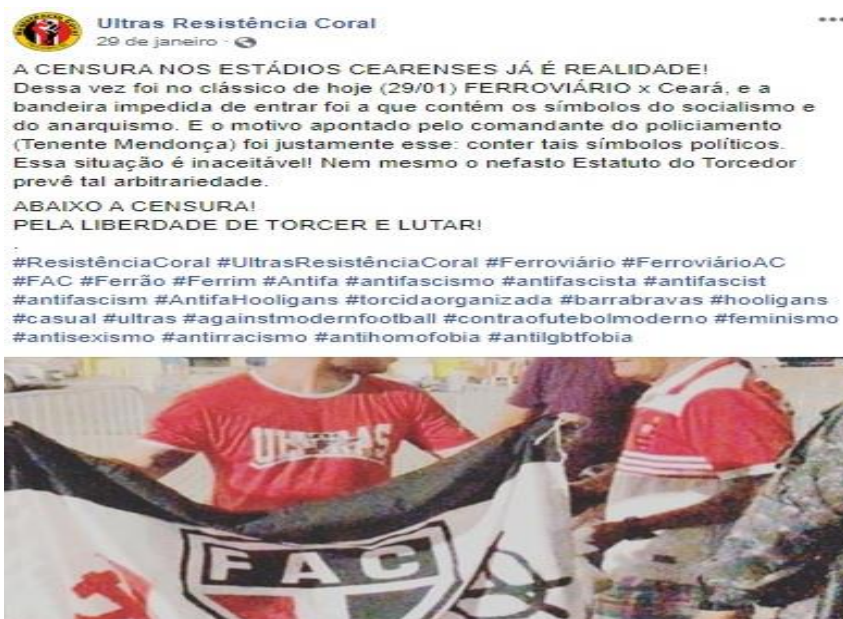 Ultras Resistência Coral
29 de janeiro ·
A CENSURA NOS ESTÁDIOS CEARENSES JÁ É REALIDADE!
Dessa vez foi no clássico de hoje (29/01) FERROVIÁRIO x Ceará, e a
bandeira impedida de entrar foi a que contém os símbolos do socialismo e
do anarquismo. E o motivo apontado pelo comandante do policiamento
(Tenente Mendonça) foi justamente esse: conter tais símbolos políticos.
Essa situação é inaceitável! Nem mesmo o nefasto Estatuto do Torcedor
prevê tal arbitrariedade.
ABAIXO A CENSURA!
PELA LIBERDADE DE TORCER E LUTAR!
.
#ResistênciaCoral #UltrasResistênciaCoral #Ferroviário #FerroviárioAC
#FAC #Ferrão #Ferrim #Antifa #antifascismo #antifascista #antifascist
#antifascism #AntifaHooligans #torcidaorganizada #barrabravas #hooligans
#casual #ultras #againstmodernfootball #contraofutebolmoderno #feminismo
#antisexismo #antirracismo #antihomofobia #antilgbtfobia
FAC